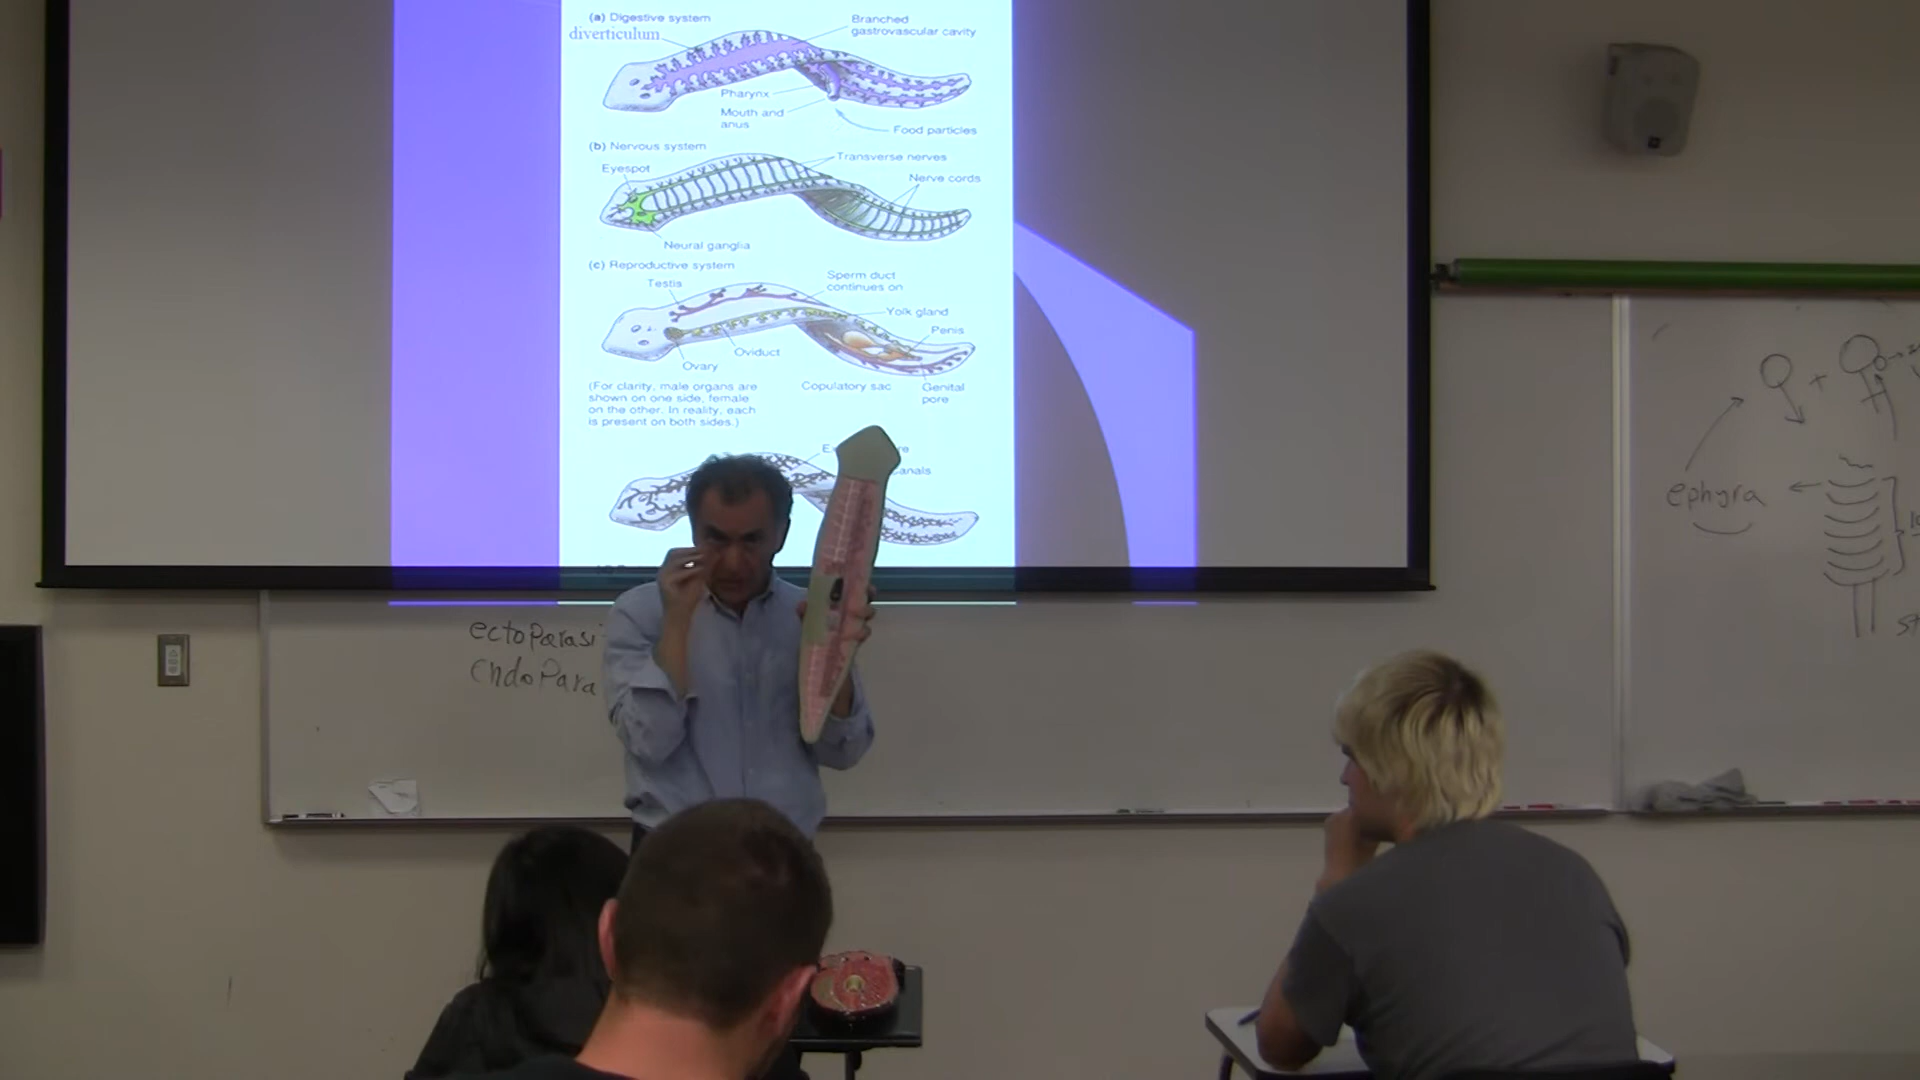 (a) Digestive system
diverticulum
Branched
gastrovascular cavity
Pharynx
Mouth and
anus
Food particles
(b) Nervous system
Eyespot
Transverse nerves
Nerve cords
Neural ganglia
(c) Reproductive system
Testis
Sperm duct
continues on
Yolk gland
Penis
Oviduct
Ovary
Copulatory sac
Genital
pore
(For clarity, male organs are
shown on one side, female
on the other. In reality, each
is present on both sides.)
canals
ectoParasi
EndoPara
ephyra